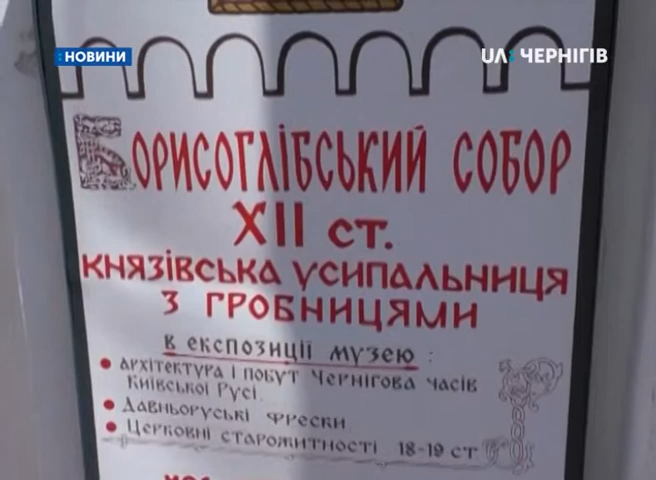 НОВИНИ
UA: ЧЕРНІГІВ
БОРИСОГЛІБСЬКИЙ СОБОР
XII ст.
КНЯЗІВСЬКА УСИПАЛЬНИЦЯ
З ГРОБНИЦЯМИ
в експозиції музею:
• Архітектура і побут Чернігова часів
Київської Русі.
• Давньоруські фрески
• Церковні старожитності 18-19 ст